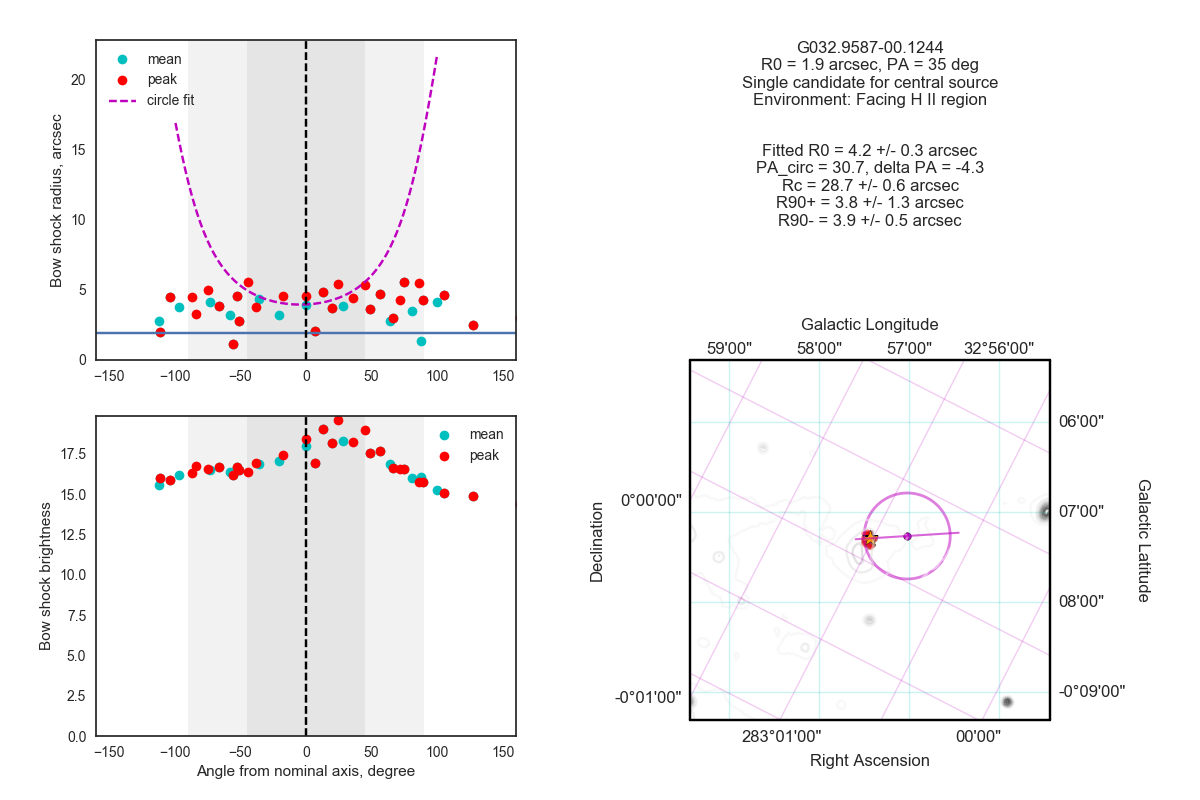 mean
peak
circle fit
Bow shock radius, arcsec
20
15
10
5
0
−150
−100
−50
0
50
100
150
mean
peak
Bow shock brightness
17.5
15.0
12.5
10.0
7.5
5.0
2.5
0.0
−150
−100
−50
0
50
100
150
Angle from nominal axis, degree
G032.9587-00.1244
R0 = 1.9 arcsec, PA = 35 deg
Single candidate for central source
Environment: Facing H II region
Fitted R0 = 4.2 +/- 0.3 arcsec
PA_circ = 30.7, delta PA = -4.3
Rc = 28.7 +/- 0.6 arcsec
R90+ = 3.8 +/- 1.3 arcsec
R90- = 3.9 +/- 0.5 arcsec
Galactic Longitude
59'00"
58'00"
57'00"
32°56'00"
06'00"
07'00"
08'00"
-0°09'00"
Galactic Latitude
0°00'00"
-0°01'00"
Declination
283°01'00"
00'00"
Right Ascension